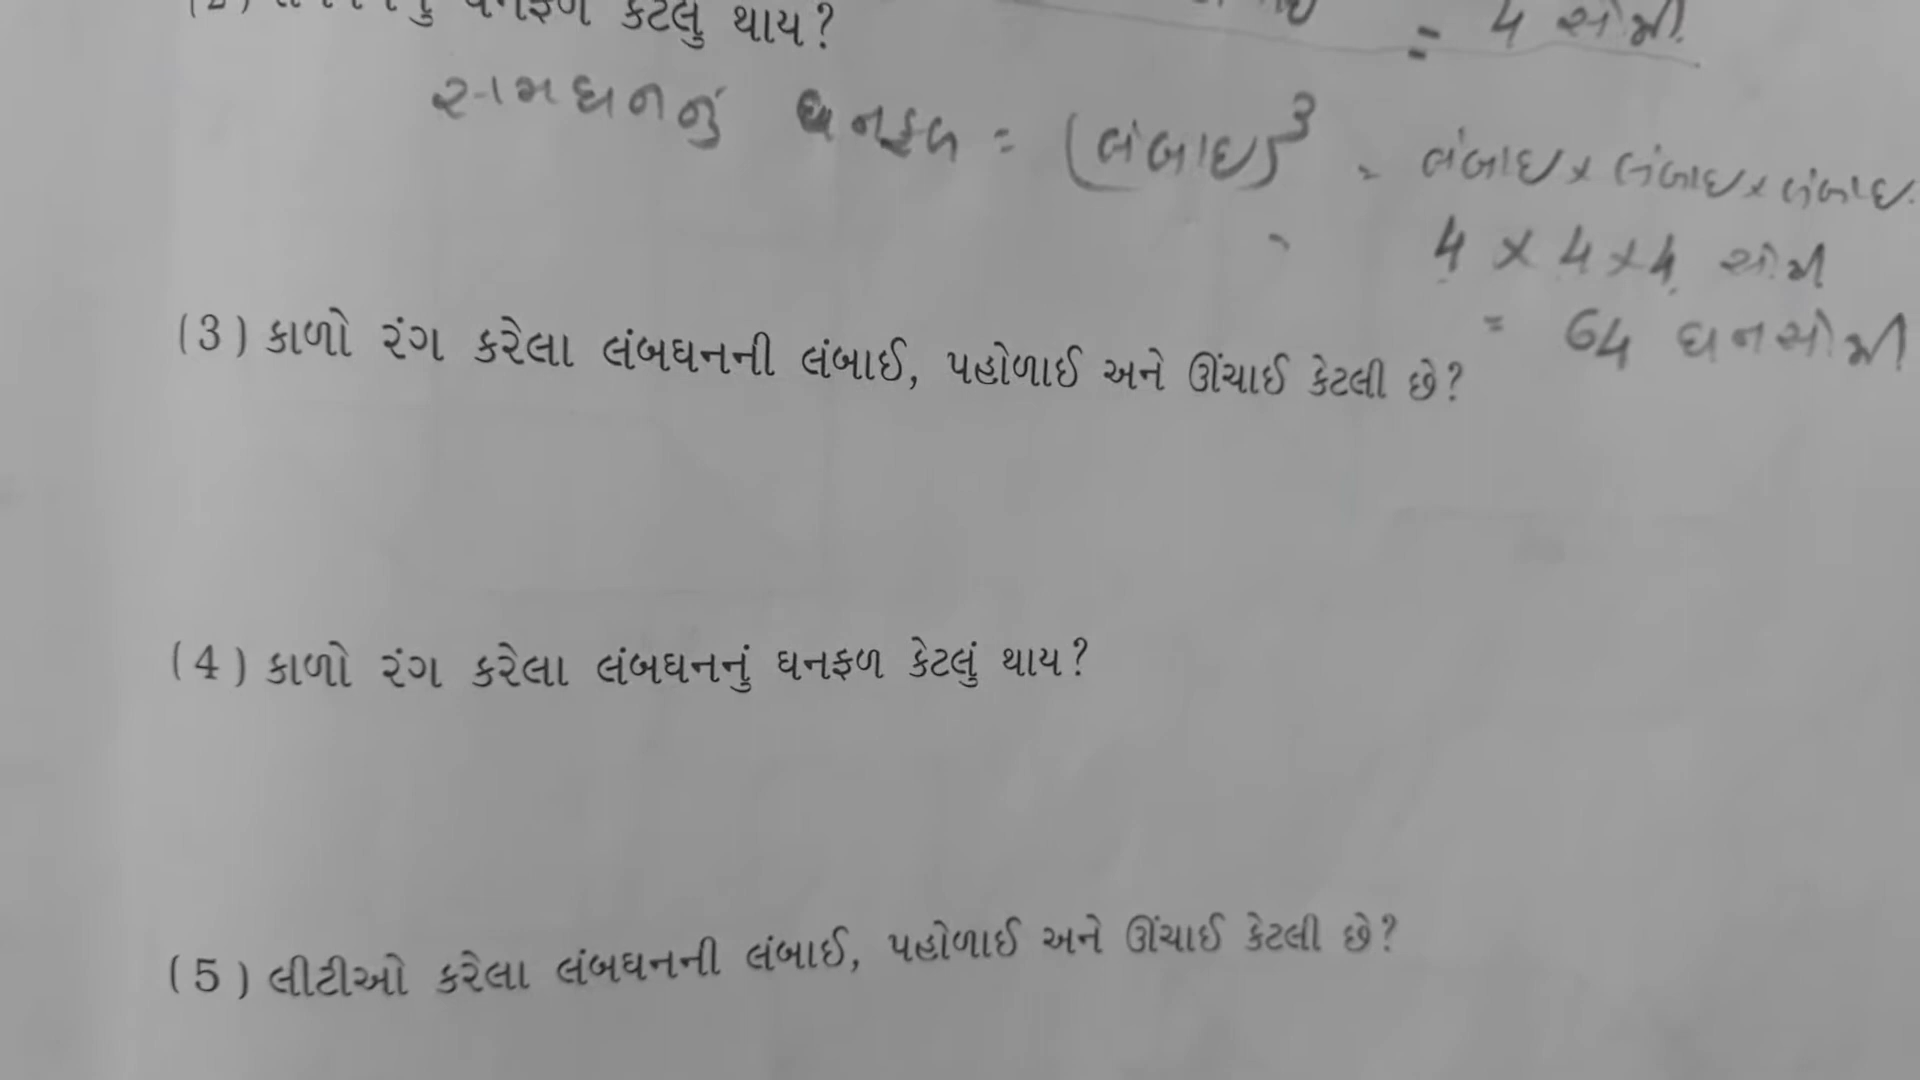 ઘનફળ કેટલું થાય?
= 4 સેમી.
સમઘનનું ઘનફળ = (લંબાઇ)³ = લંબાઇ × લંબાઇ × લંબાઇ
= 4 × 4 × 4 સેમી
= 64 ઘનસેમી
(3) કાળો રંગ કરેલા લંબઘનની લંબાઈ, પહોળાઈ અને ઊંચાઈ કેટલી છે?
(4) કાળો રંગ કરેલા લંબઘનનું ઘનફળ કેટલું થાય?
(5) લીટીઓ કરેલા લંબઘનની લંબાઈ, પહોળાઈ અને ઊંચાઈ કેટલી છે?